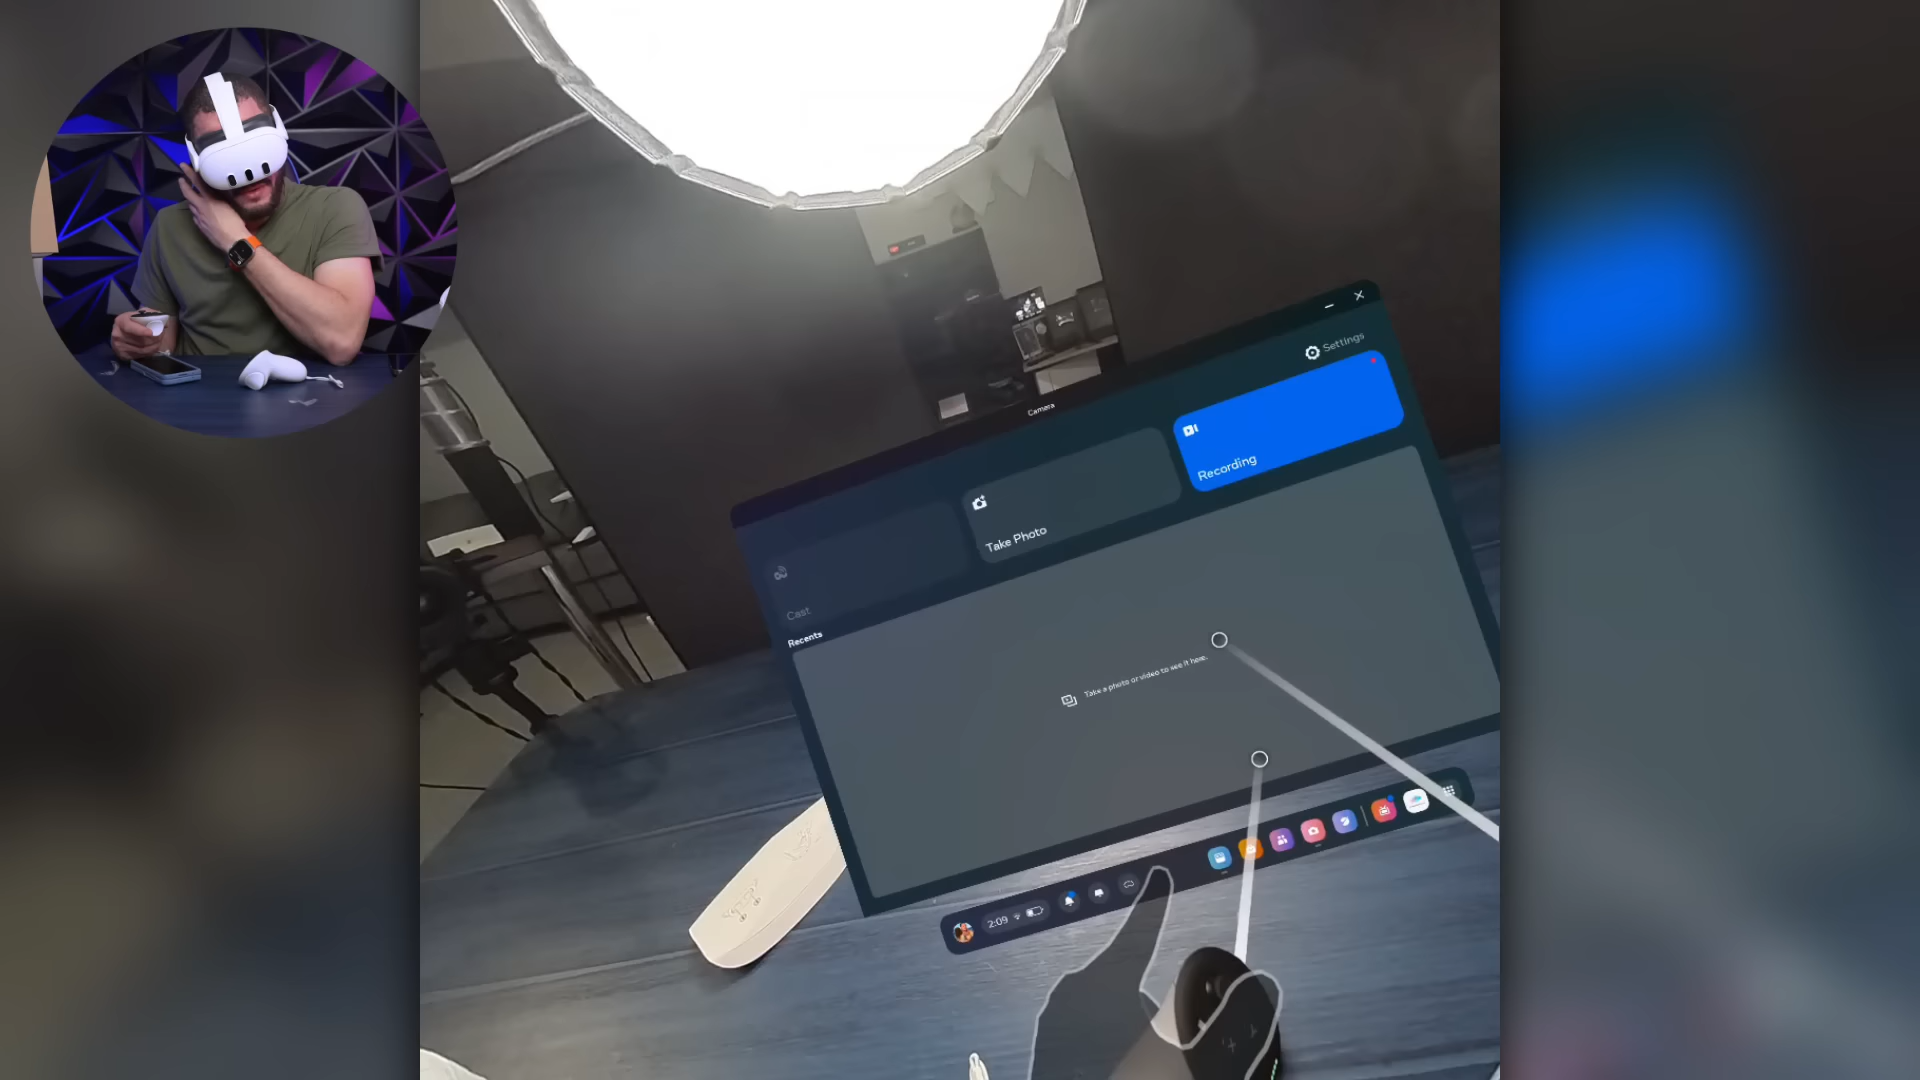 Settings
Camera
Recording
Take Photo
Cast
Recents
Take a photo or video to see it here.
2:09